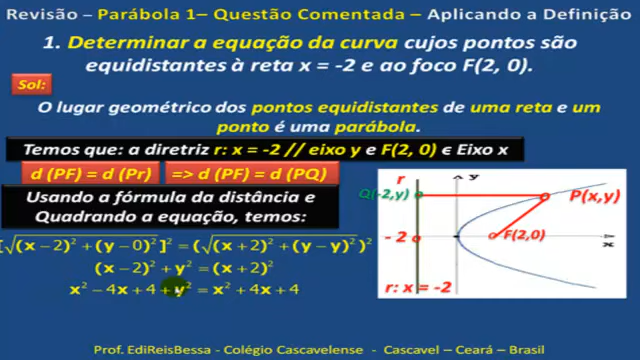 Revisão – Parábola 1– Questão Comentada – Aplicando a Definição
1. Determinar a equação da curva cujos pontos são
equidistantes à reta x = -2 e ao foco F(2, 0).
Sol:
O lugar geométrico dos pontos equidistantes de uma reta e um
ponto é uma parábola.
Temos que: a diretriz r: x = -2 // eixo y e F(2, 0) ϵ Eixo x
d (PF) = d (Pr) => d (PF) = d (PQ)
Usando a fórmula da distância e
Quadrando a equação, temos:
[√(x – 2)² + (y – 0)²]² = (√(x + 2)² + (y – y)²)²
(x – 2)² + y² = (x + 2)²
x² – 4x + 4 + y² = x² + 4x + 4
r
y
Q(-2,y)
P(x,y)
- 2
F(2,0)
x
r: x = -2
Prof. EdiReisBessa - Colégio Cascavelense - Cascavel – Ceará – Brasil